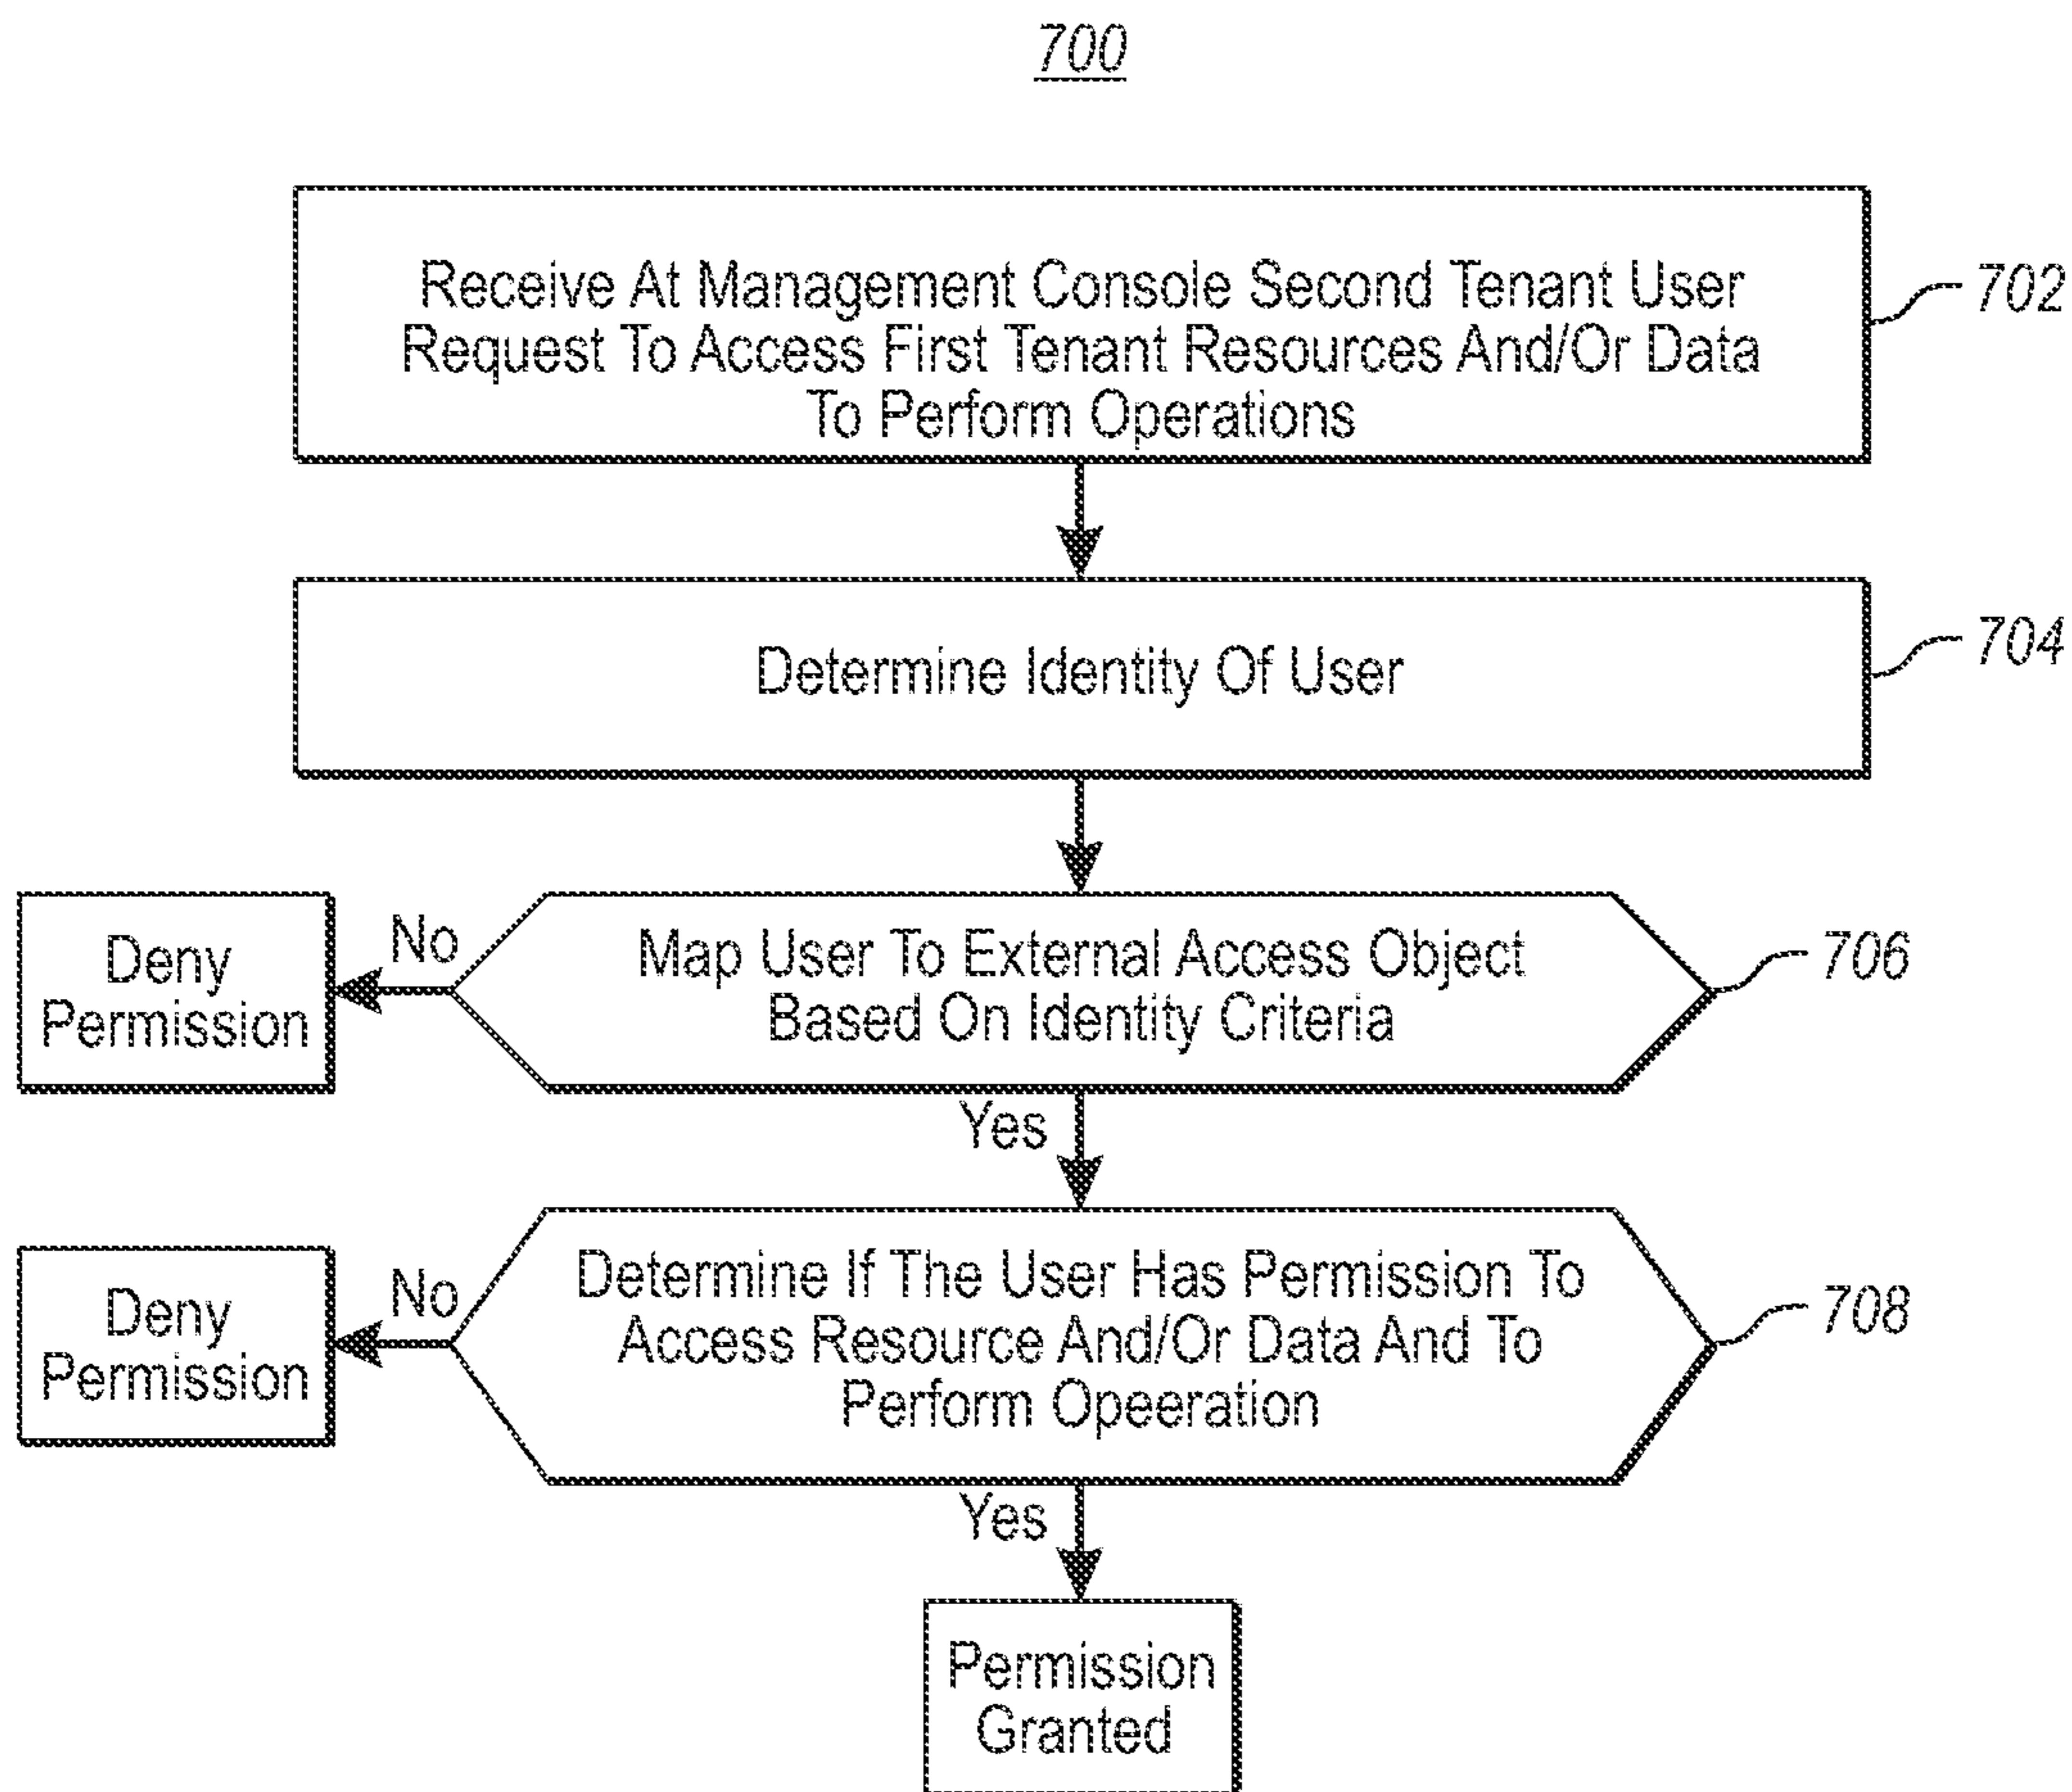 700
Receive At Management Console Second Tenant User
Request To Access First Tenant Resources And/Or Data
To Perform Operations
702
Determine Identity Of User
704
Deny
Permission
No
Map User To External Access Object
Based On Identity Criteria
706
Yes
Deny
Permission
No
Determine If The User Has Permission To
Access Resource And/Or Data And To
Perform Opeeration
708
Yes
Permission
Granted